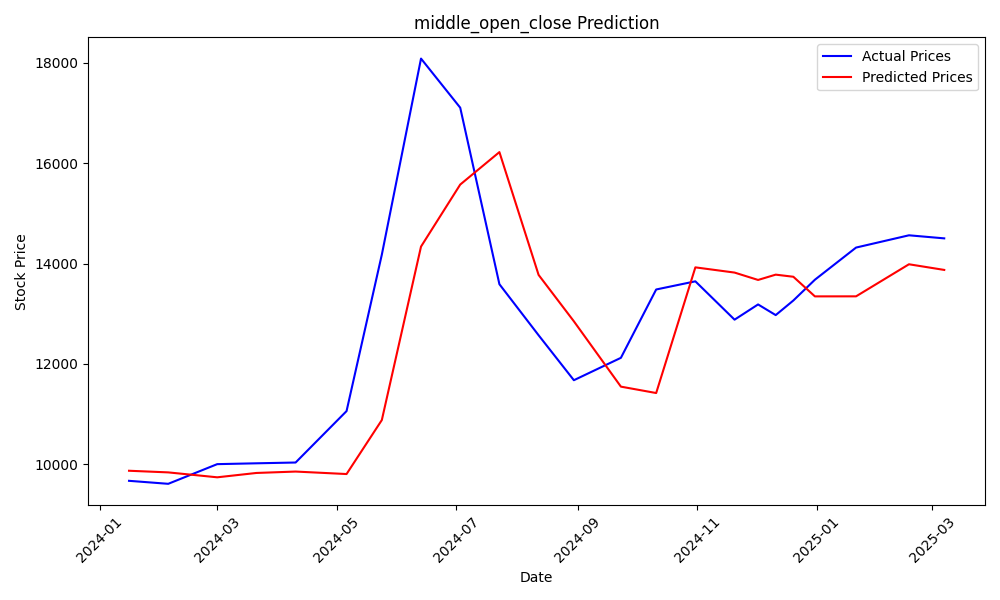 middle_open_close Prediction
Actual Prices
Predicted Prices
Stock Price
18000
16000
14000
12000
10000
2024-01
2024-03
2024-05
2024-07
2024-09
2024-11
2025-01
2025-03
Date